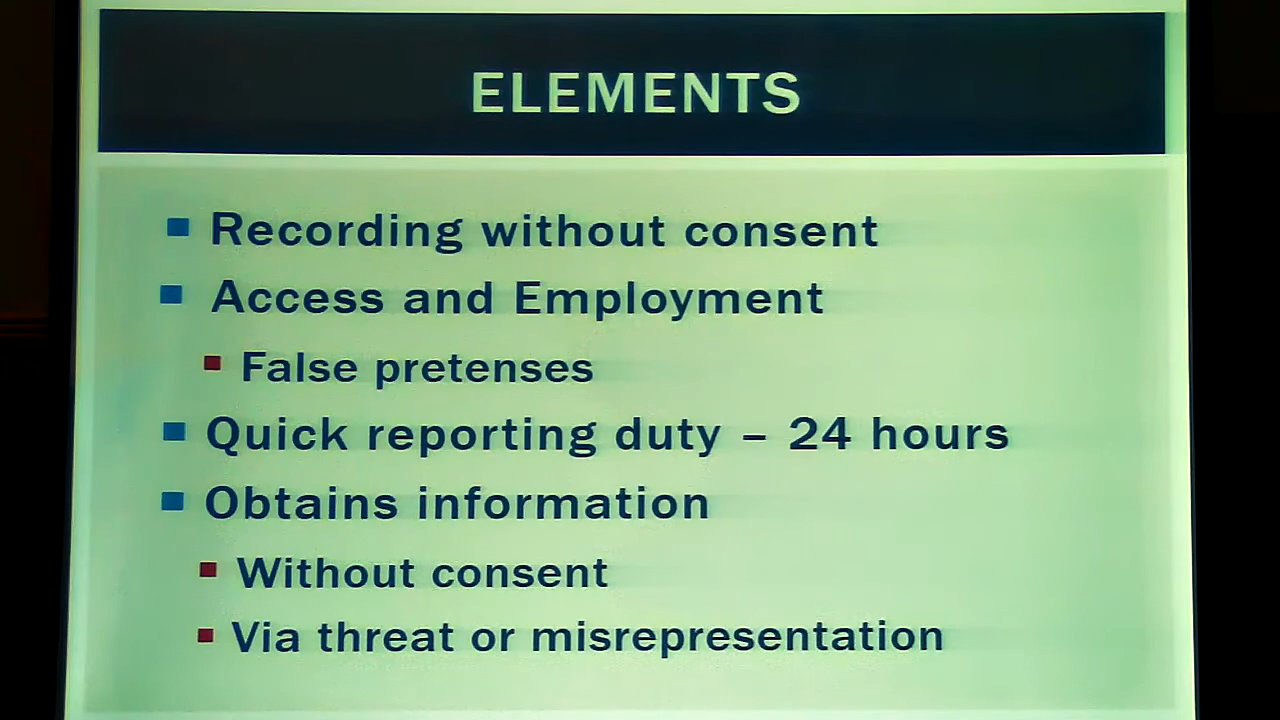 ELEMENTS
Recording without consent
Access and Employment
False pretenses
Quick reporting duty – 24 hours
Obtains information
Without consent
Via threat or misrepresentation